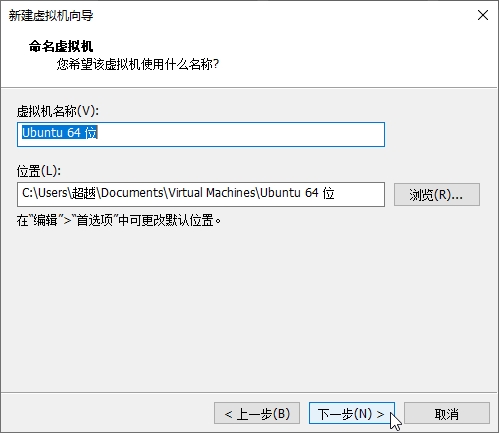 新建虚拟机向导
命名虚拟机
您希望该虚拟机使用什么名称?
虚拟机名称(V):
Ubuntu 64 位
位置(L):
C:\Users\超越\Documents\Virtual Machines\Ubuntu 64 位
浏览(R)...
在“编辑”>“首选项”中可更改默认位置。
< 上一步(B) 下一步(N) > 取消